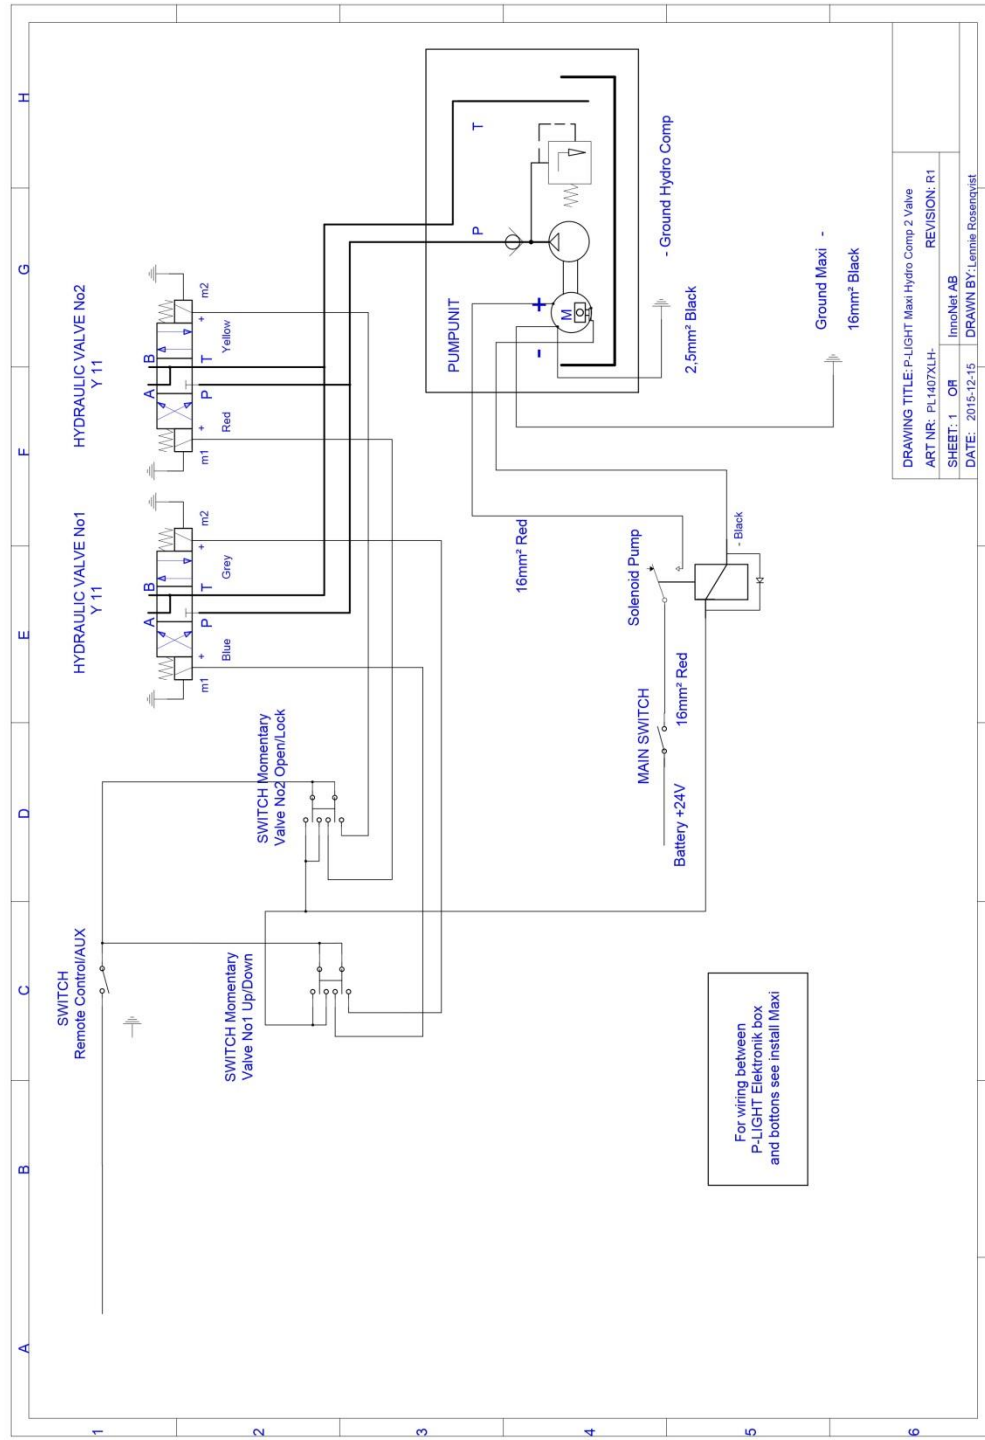 A
B
C
D
E
F
G
H
1
2
3
4
5
6
SWITCH
Remote Control/AUX
SWITCH Momentary
Valve No1 Up/Down
SWITCH Momentary
Valve No2 Open/Lock
HYDRAULIC VALVE No1
Y 11
A
B
P
T
m1
+
Blue
m2
+
Grey
HYDRAULIC VALVE No2
Y 11
A
B
P
T
m1
+
Red
m2
+
Yellow
PUMPUNIT
P
T
-
+
M
- Ground Hydro Comp
2,5mm² Black
Ground Maxi -
16mm² Black
16mm² Red
Solenoid Pump
- Black
MAIN SWITCH
16mm² Red
Battery +24V
For wiring between
P-LIGHT Elektronik box
and bottons see install Maxi
DRAWING TITLE: P-LIGHT Maxi Hydro Comp 2 Valve
ART NR: PL1407XLH- REVISION: R1
SHEET: 1 OF InnoNet AB
DATE: 2015-12-15 DRAWN BY: Lennie Rosenqvist